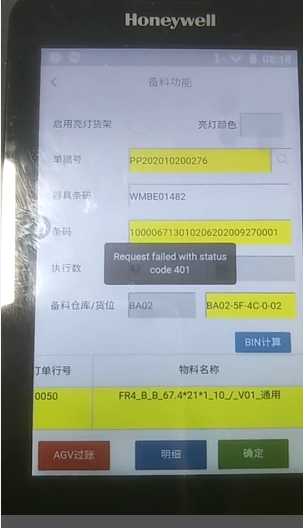 Honeywell
08:16
备料功能
启用亮灯货架 亮灯颜色
单据号 PP202010200276
器具条码 WMBE01482
条码 100006713010206202009270001
Request failed with status
code 401
执行数
备料仓库/货位 BA02 BA02-5F-4C-0-02
BIN计算
订单行号 物料名称
0050 FR4_B_B_67.4*21*1_10_/_V01_通用
AGV过账 明细 确定